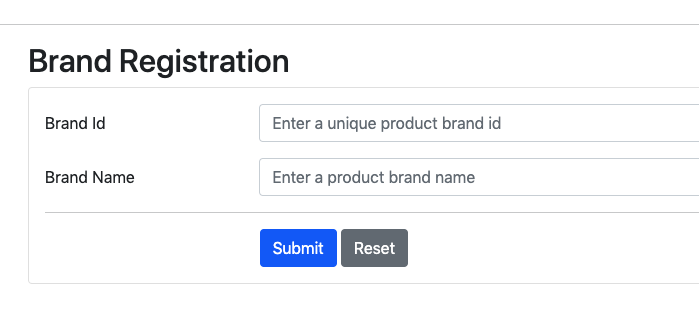 Brand Registration
Brand Id Enter a unique product brand id
Brand Name Enter a product brand name
Submit Reset